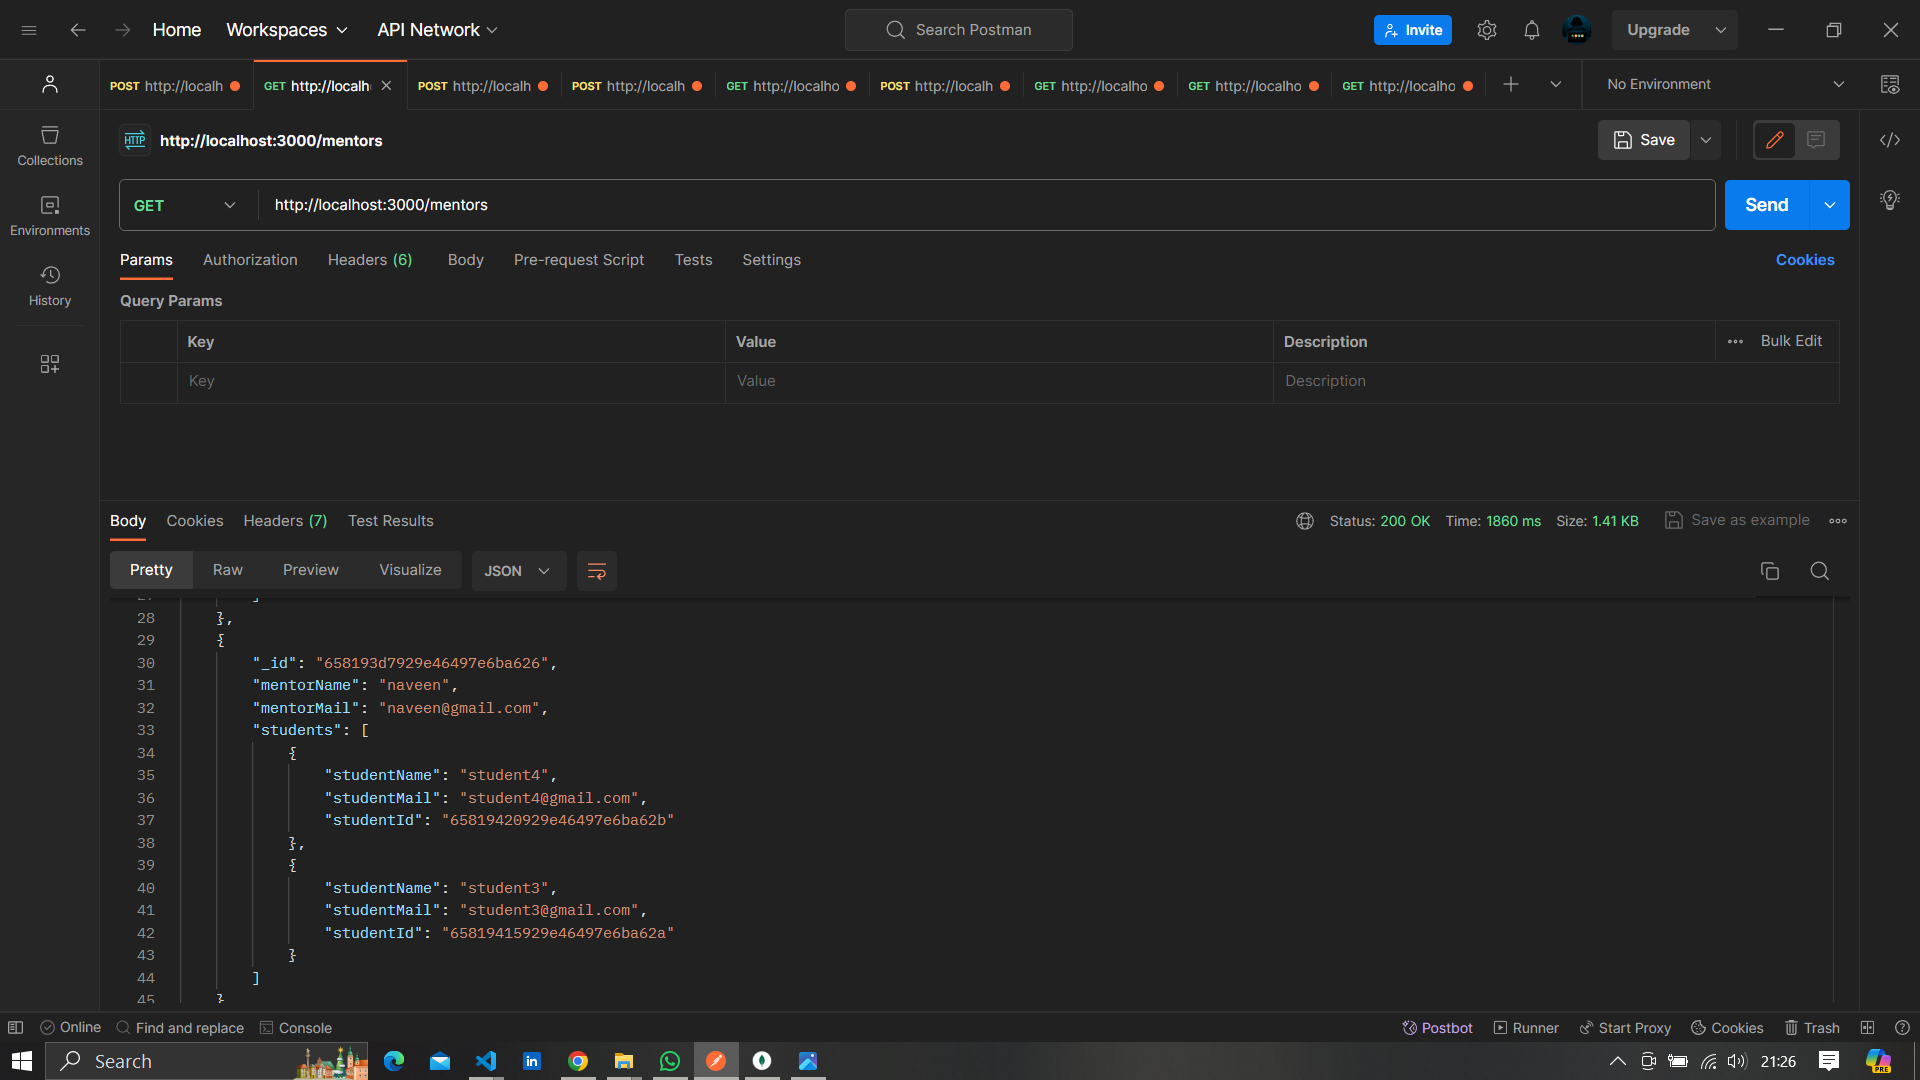 Home Workspaces API Network Search Postman Invite Upgrade
POST http://localh GET http://localh POST http://localh POST http://localh GET http://localho POST http://localh GET http://localho GET http://localho GET http://localho No Environment
HTTP http://localhost:3000/mentors Save
Collections
Environments
History
GET http://localhost:3000/mentors Send
Params Authorization Headers (6) Body Pre-request Script Tests Settings Cookies
Query Params
Key Value Description Bulk Edit
Key Value Description
Body Cookies Headers (7) Test Results Status: 200 OK Time: 1860 ms Size: 1.41 KB Save as example
Pretty Raw Preview Visualize JSON
27 ]
28 },
29 {
30 "_id": "658193d7929e46497e6ba626",
31 "mentorName": "naveen",
32 "mentorMail": "naveen@gmail.com",
33 "students": [
34 {
35 "studentName": "student4",
36 "studentMail": "student4@gmail.com",
37 "studentId": "65819420929e46497e6ba62b"
38 },
39 {
40 "studentName": "student3",
41 "studentMail": "student3@gmail.com",
42 "studentId": "65819415929e46497e6ba62a"
43 }
44 ]
45 }
Online Find and replace Console Postbot Runner Start Proxy Cookies Trash
Search 21:26 PRE